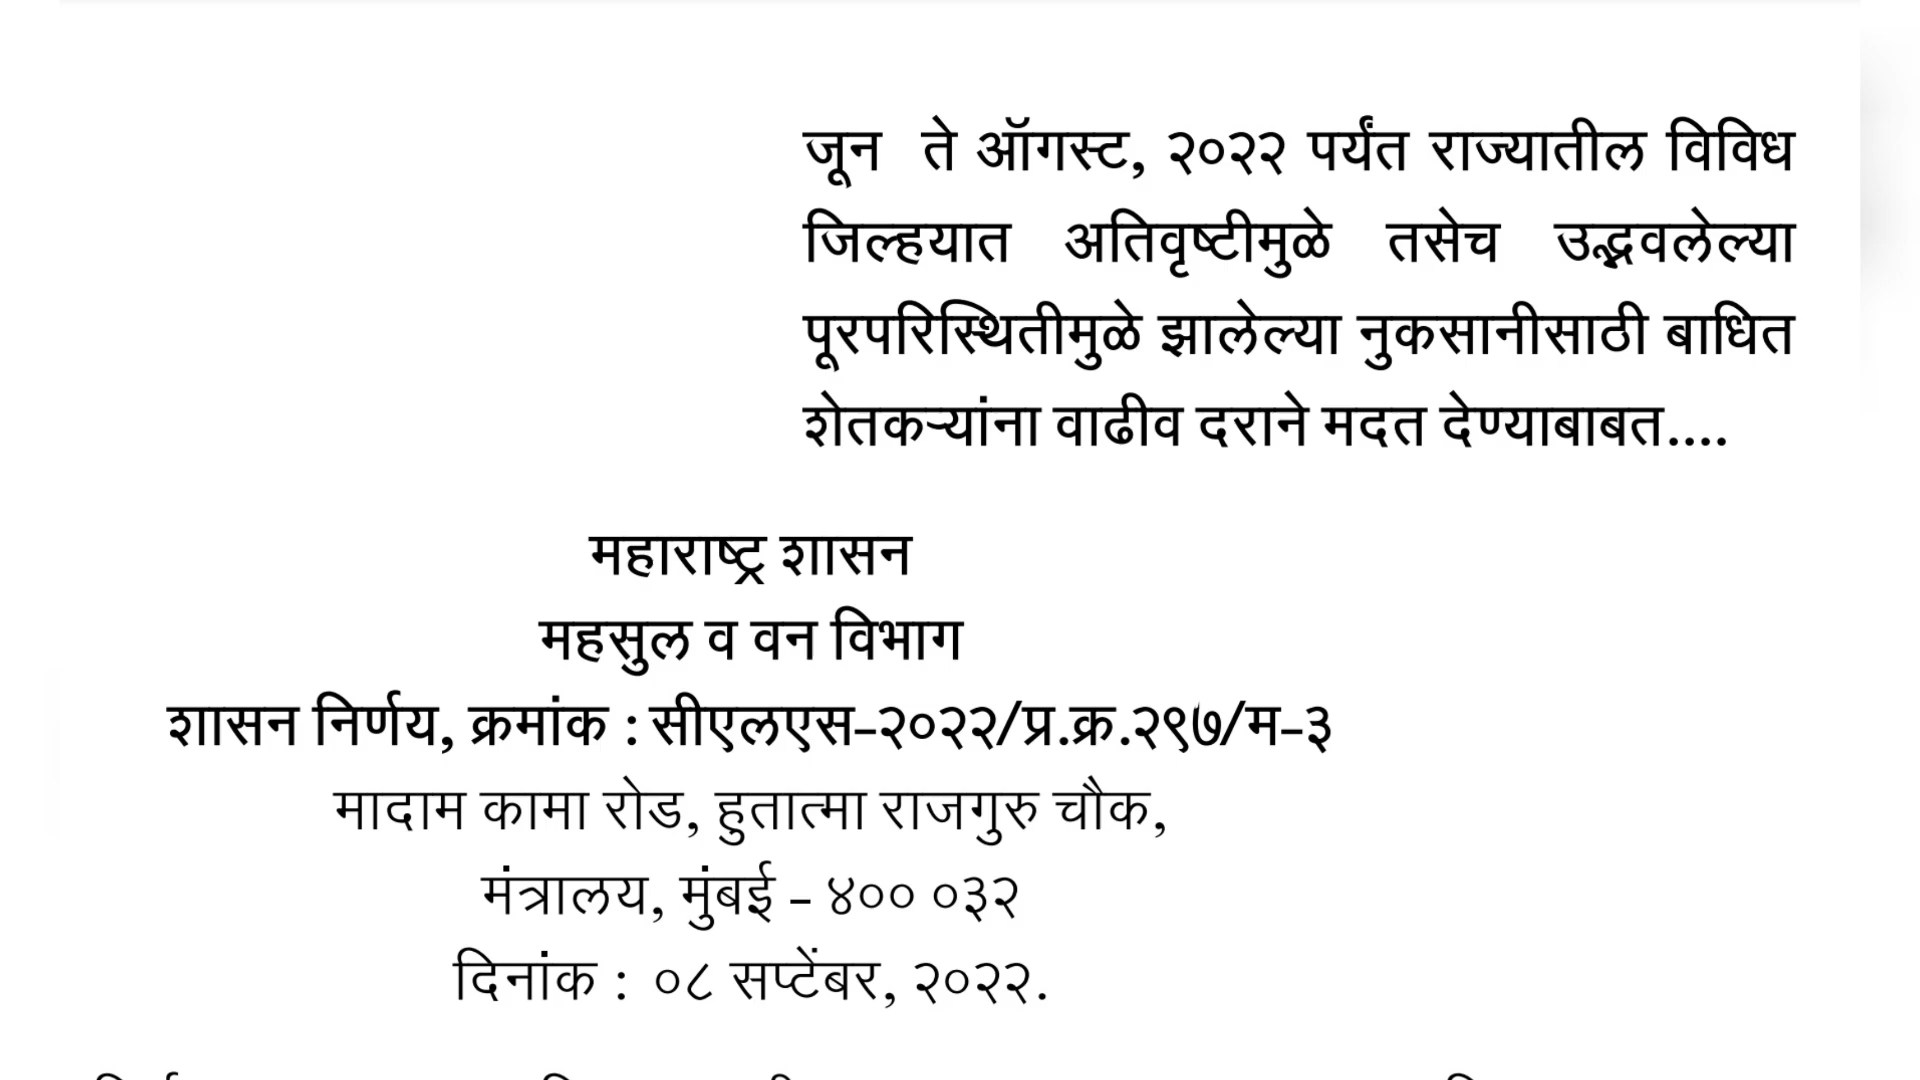 जून ते ऑगस्ट, २०२२ पर्यंत राज्यातील विविध
जिल्हयात अतिवृष्टीमुळे तसेच उद्भवलेल्या
पूरपरिस्थितीमुळे झालेल्या नुकसानीसाठी बाधित
शेतकऱ्यांना वाढीव दराने मदत देण्याबाबत....
महाराष्ट्र शासन
महसुल व वन विभाग
शासन निर्णय, क्रमांक : सीएलएस-२०२२/प्र.क्र.२९७/म-३
मादाम कामा रोड, हुतात्मा राजगुरु चौक,
मंत्रालय, मुंबई - ४०० ०३२
दिनांक : ०८ सप्टेंबर, २०२२.